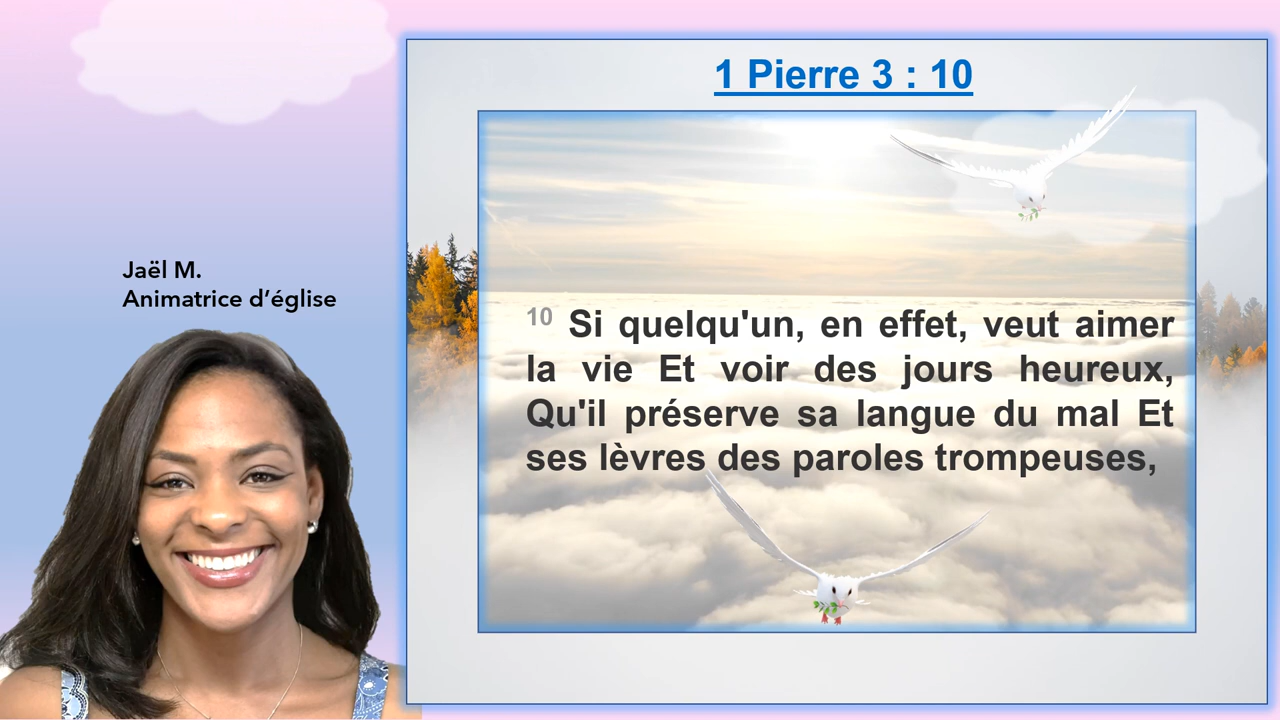 1 Pierre 3 : 10
Jaël M.
Animatrice d’église
10 Si quelqu'un, en effet, veut aimer
la vie Et voir des jours heureux,
Qu'il préserve sa langue du mal Et
ses lèvres des paroles trompeuses,